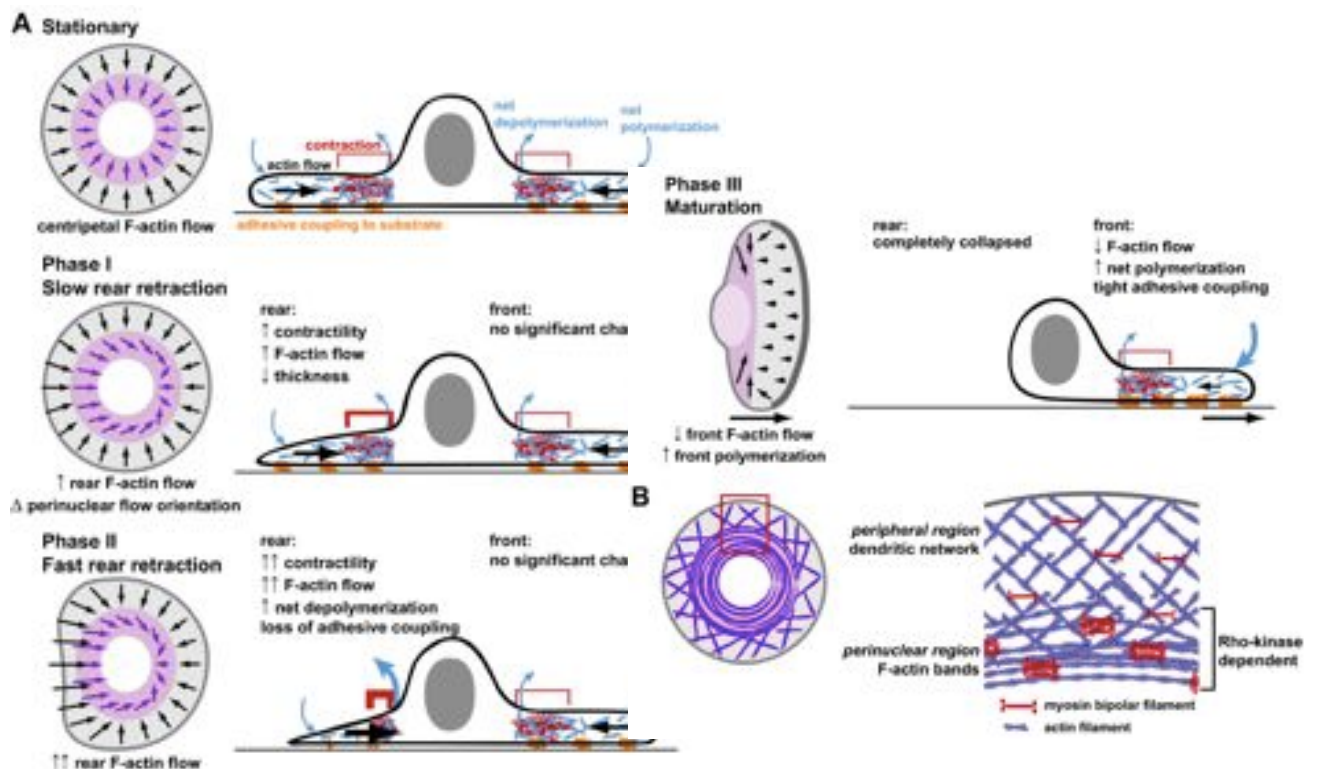 A Stationary
net
depolymerization
net
polymerization
contraction
actin flow
centripetal F-actin flow
adhesive coupling to substrate
Phase I
Slow rear retraction
rear:
↑ contractility
↑ F-actin flow
↓ thickness
front:
no significant cha
↑ rear F-actin flow
Δ perinuclear flow orientation
Phase II
Fast rear retraction
rear:
↑↑ contractility
↑↑ F-actin flow
↑ net depolymerization
loss of adhesive coupling
front:
no significant cha
↑↑ rear F-actin flow
Phase III
Maturation
rear:
completely collapsed
front:
↓ F-actin flow
↑ net polymerization
tight adhesive coupling
↓ front F-actin flow
↑ front polymerization
B
peripheral region
dendritic network
perinuclear region
F-actin bands
Rho-kinase
dependent
myosin bipolar filament
actin filament